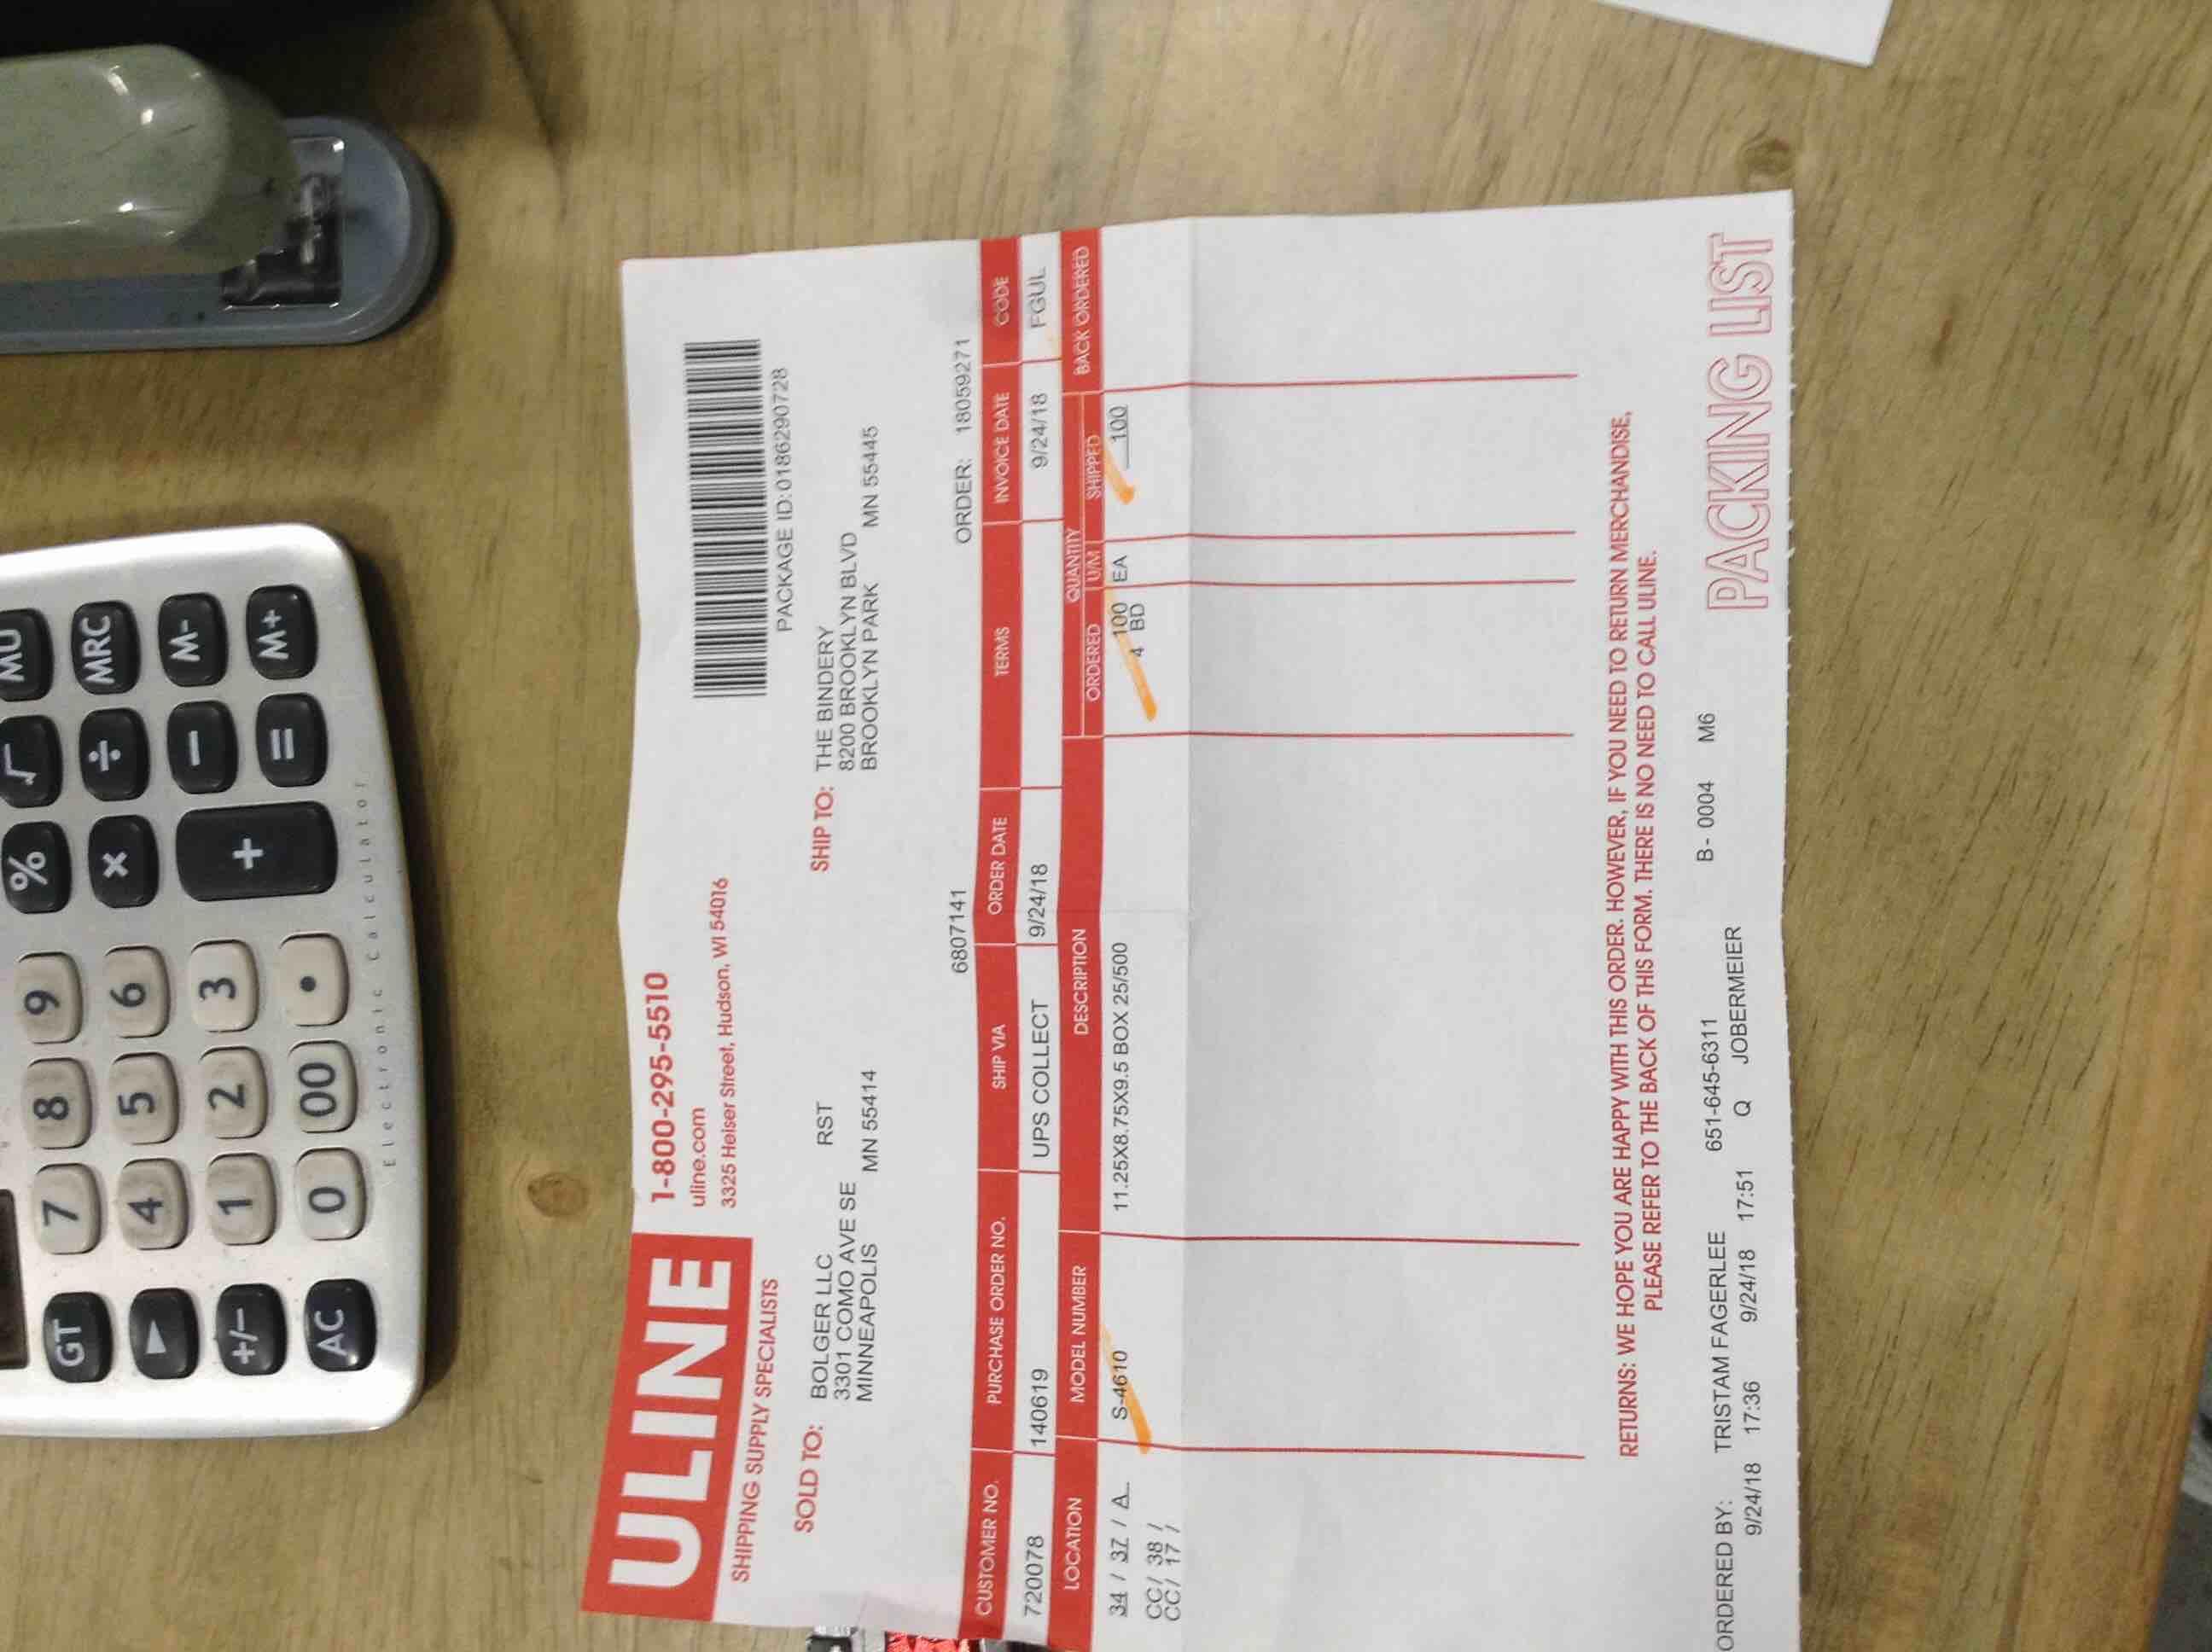 ULINE
SHIPPING SUPPLY SPECIALISTS
1-800-295-5510
uline.com
3325 Heiser Street, Hudson, WI 54016
PACKAGE ID:0186290728
SOLD TO: BOLGER LLC RST
3301 COMO AVE SE
MINNEAPOLIS MN 55414
SHIP TO: THE BINDERY
8200 BROOKLYN BLVD
BROOKLYN PARK MN 55445
6807141 ORDER: 18059271
CUSTOMER NO. PURCHASE ORDER NO. SHIP VIA ORDER DATE TERMS INVOICE DATE CODE
720078 140619 UPS COLLECT 9/24/18 9/24/18 FGUL
LOCATION MODEL NUMBER DESCRIPTION QUANTITY BACK ORDERED
ORDERED U/M SHIPPED
34 / 37 / A S-4610 11.25X8.75X9.5 BOX 25/500 100 EA 100
4 BD
CC/ 38 /
CC/ 17 /
RETURNS: WE HOPE YOU ARE HAPPY WITH THIS ORDER. HOWEVER, IF YOU NEED TO RETURN MERCHANDISE,
PLEASE REFER TO THE BACK OF THIS FORM. THERE IS NO NEED TO CALL ULINE.
ORDERED BY: TRISTAM FAGERLEE 651-645-6311 B- 0004 M6
9/24/18 17:36 9/24/18 17:51 Q JOBERMEIER
PACKING LIST
GT 7 8 9 % √ MU
▶ 4 5 6 × ÷ MRC
+/− 1 2 3 + − M-
AC 0 00 • = M+
Electronic Calculator